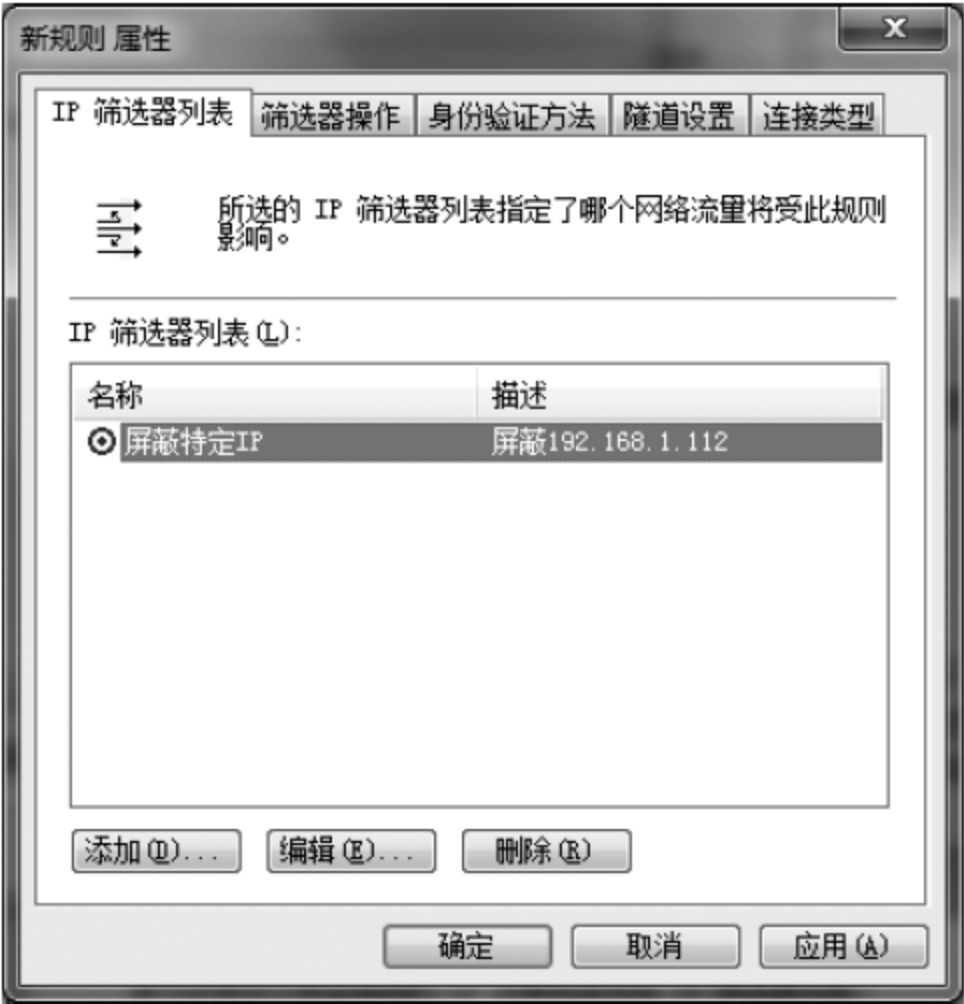 新规则 属性
X
IP 筛选器列表 筛选器操作 身份验证方法 隧道设置 连接类型
所选的 IP 筛选器列表指定了哪个网络流量将受此规则
影响。
IP 筛选器列表(L):
名称 描述
屏蔽特定IP 屏蔽192.168.1.112
添加(D)... 编辑(E)... 删除(R)
确定 取消 应用(A)